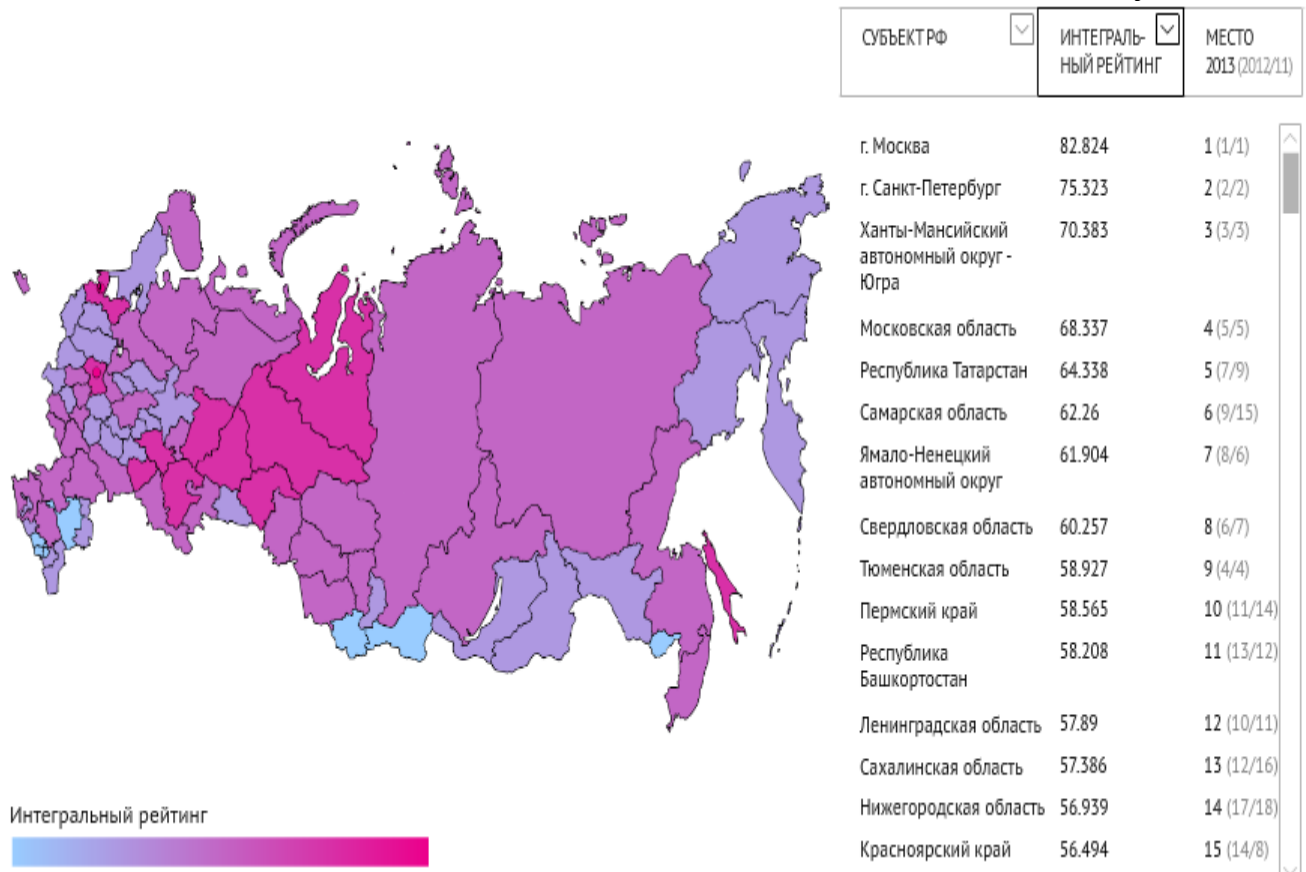 СУБЪЕКТ РФ
ИНТЕГРАЛЬ-
НЫЙ РЕЙТИНГ
МЕСТО
2013 (2012/11)
г. Москва 82.824 1 (1/1)
г. Санкт-Петербург 75.323 2 (2/2)
Ханты-Мансийский 70.383 3 (3/3)
автономный округ -
Югра
Московская область 68.337 4 (5/5)
Республика Татарстан 64.338 5 (7/9)
Самарская область 62.26 6 (9/15)
Ямало-Ненецкий 61.904 7 (8/6)
автономный округ
Свердловская область 60.257 8 (6/7)
Тюменская область 58.927 9 (4/4)
Пермский край 58.565 10 (11/14)
Республика 58.208 11 (13/12)
Башкортостан
Ленинградская область 57.89 12 (10/11)
Сахалинская область 57.386 13 (12/16)
Нижегородская область 56.939 14 (17/18)
Красноярский край 56.494 15 (14/8)
Интегральный рейтинг